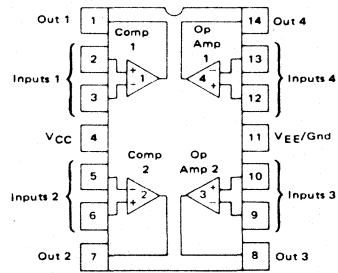 Out 1 1 14 Out 4
Comp 1 Op Amp 1
Inputs 1 2 + 1 - 3
13 - 4 + 12 Inputs 4
VCC 4 11 VEE/Gnd
Comp 2 Op Amp 2
Inputs 2 5 - 2 + 6
10 + 3 - 9 Inputs 3
Out 2 7 8 Out 3